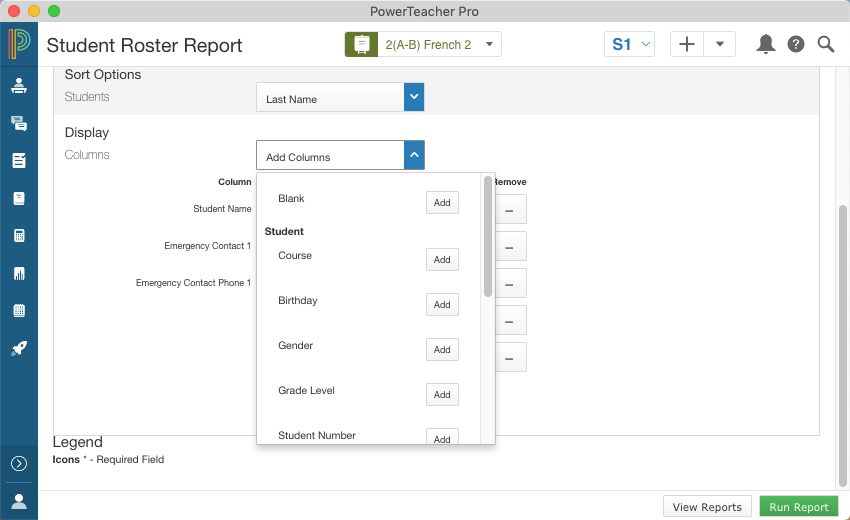 PowerTeacher Pro
Student Roster Report
2(A-B) French 2
S1
Sort Options
Students
Last Name
Display
Columns
Add Columns
Column
Remove
Blank
Add
Student Name
Student
Course
Add
Emergency Contact 1
Emergency Contact Phone 1
Birthday
Add
Gender
Add
Grade Level
Add
Student Number
Add
Legend
Icons * - Required Field
View Reports
Run Report